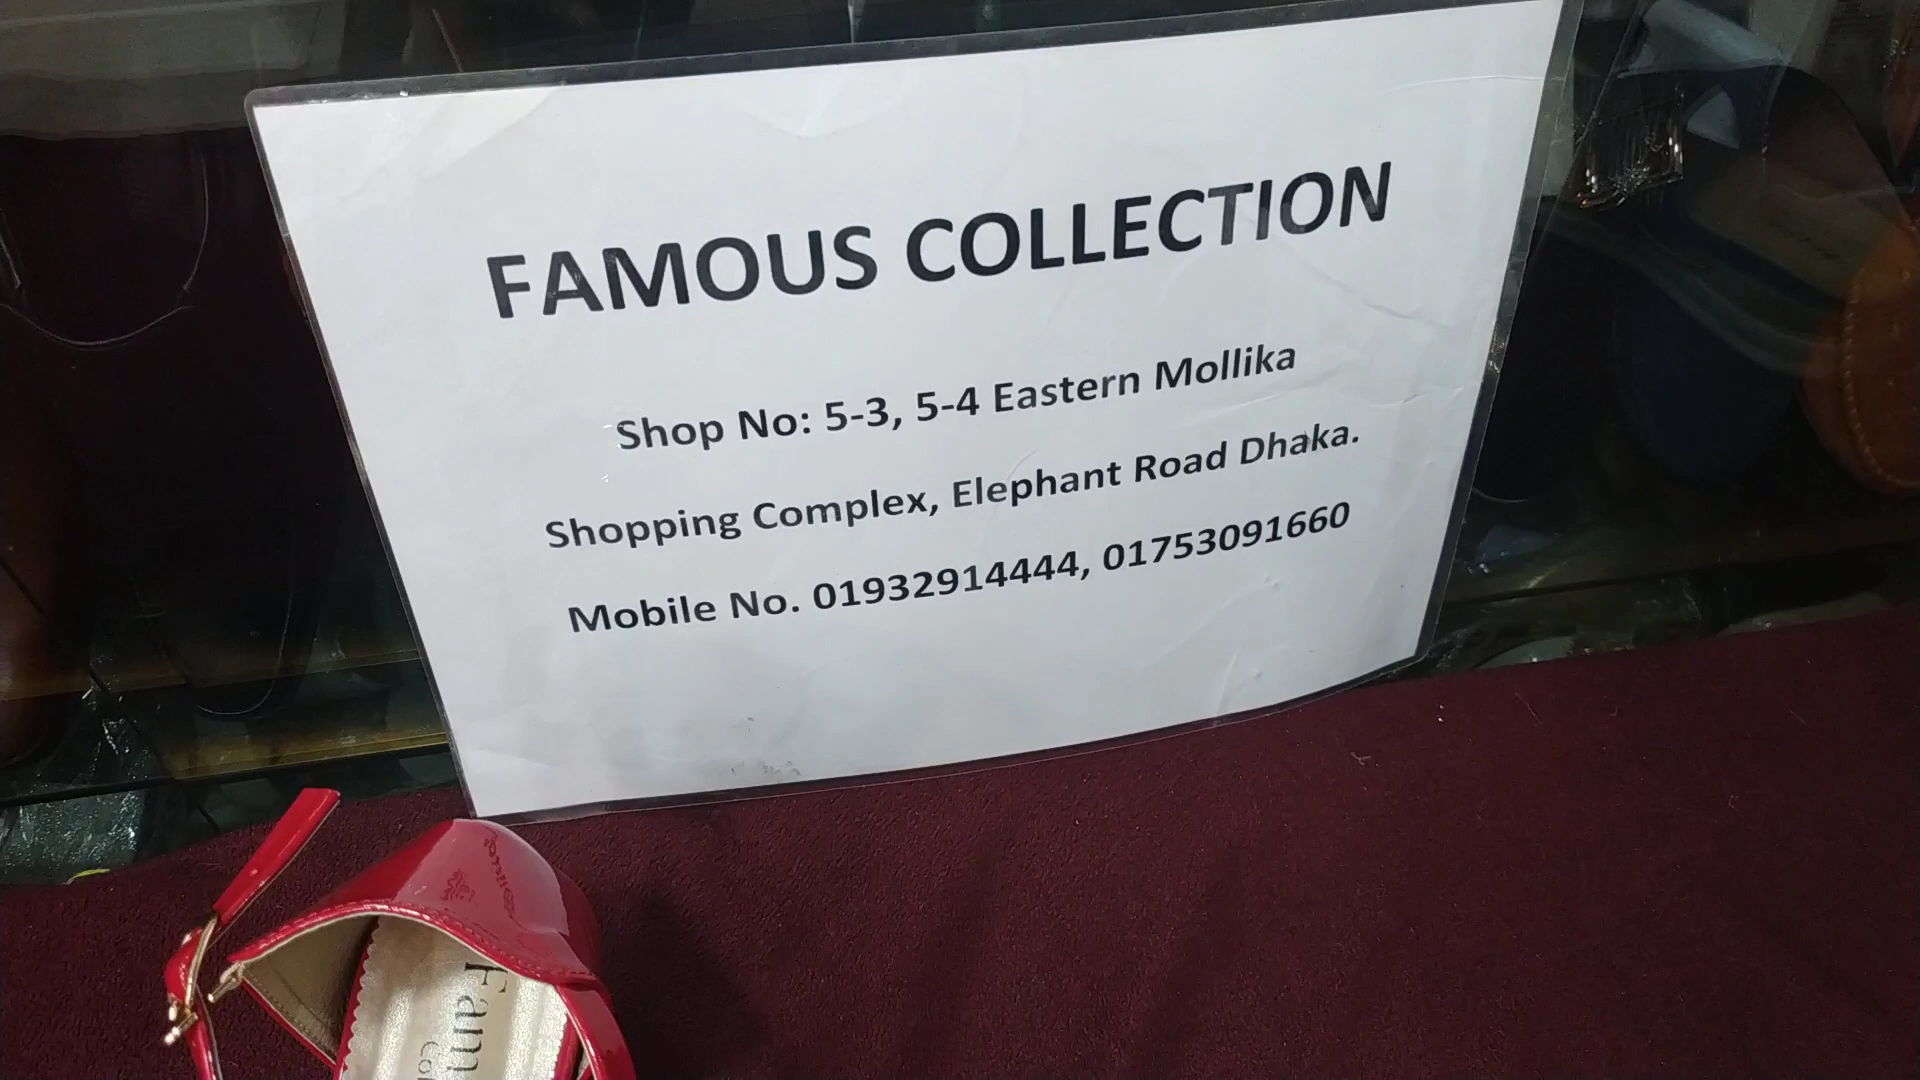 FAMOUS COLLECTION
Shop No: 5-3, 5-4 Eastern Mollika
Shopping Complex, Elephant Road Dhaka.
Mobile No. 01932914444, 01753091660